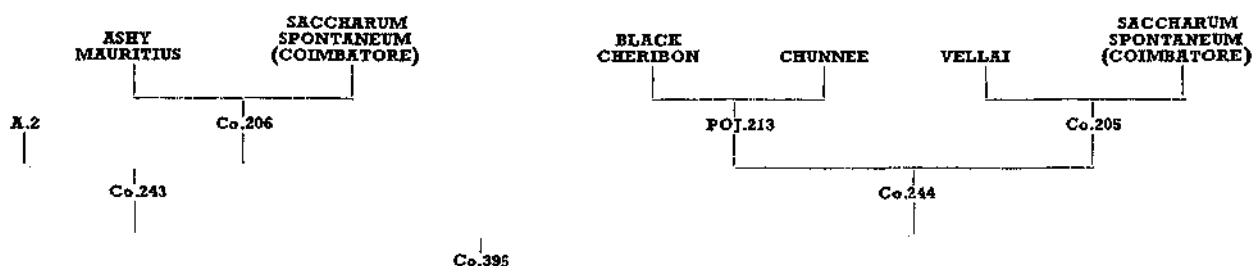 ASHY
MAURITIUS
SACCHARUM
SPONTANEUM
(COIMBATORE)
BLACK
CHERIBON
CHUNNEE
VELLAI
SACCHARUM
SPONTANEUM
(COIMBATORE)
A.2
Co.206
POJ.213
Co.205
Co.243
Co.244
Co.395